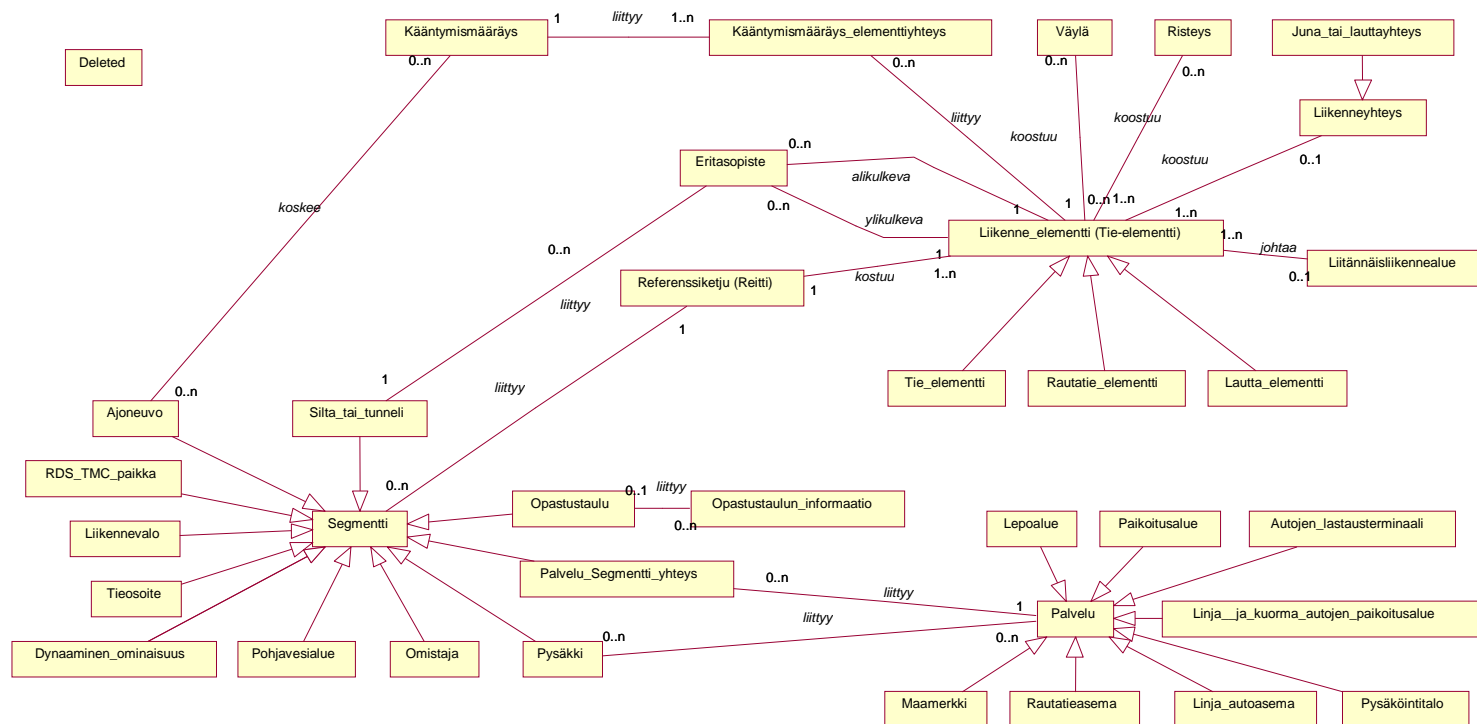 Kääntymismääräys
1
liittyy
1..n
Kääntymismääräys_elementtiyhteys
Väylä
Risteys
Juna_tai_lauttayhteys
Deleted
0..n
0..n
0..n
0..n
Liikenneyhteys
liittyy
koostuu
koostuu
koostuu
0..1
Eritasopiste
0..n
alikulkeva
0..n
ylikulkeva
koskee
1
1
0..n
1..n
1..n
Liikenne_elementti (Tie-elementti)
1..n
johtaa
0..1
Liitännäisliikennealue
0..n
Referenssiketju (Reitti)
1
kostuu
1
1..n
liittyy
1
liittyy
Tie_elementti
Rautatie_elementti
Lautta_elementti
0..n
1
Ajoneuvo
Silta_tai_tunneli
RDS_TMC_paikka
0..n
Opastustaulu
0..1
liittyy
0..n
Opastustaulun_informaatio
Liikennevalo
Segmentti
Lepoalue
Paikoitusalue
Autojen_lastausterminaali
Tieosoite
Palvelu_Segmentti_yhteys
0..n
liittyy
1
Palvelu
Linja__ja_kuorma_autojen_paikoitusalue
liittyy
0..n
0..n
Dynaaminen_ominaisuus
Pohjavesialue
Omistaja
Pysäkki
Maamerkki
Rautatieasema
Linja_autoasema
Pysäköintitalo